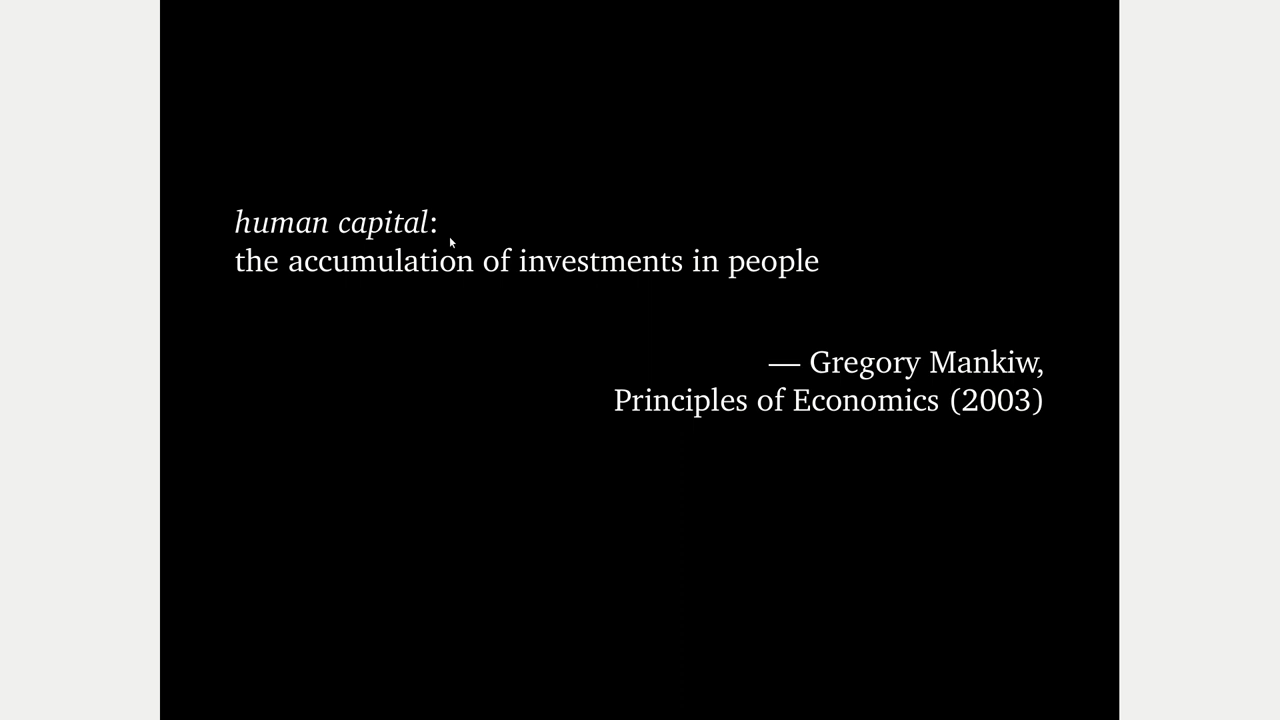 human capital:
the accumulation of investments in people
— Gregory Mankiw,
Principles of Economics (2003)